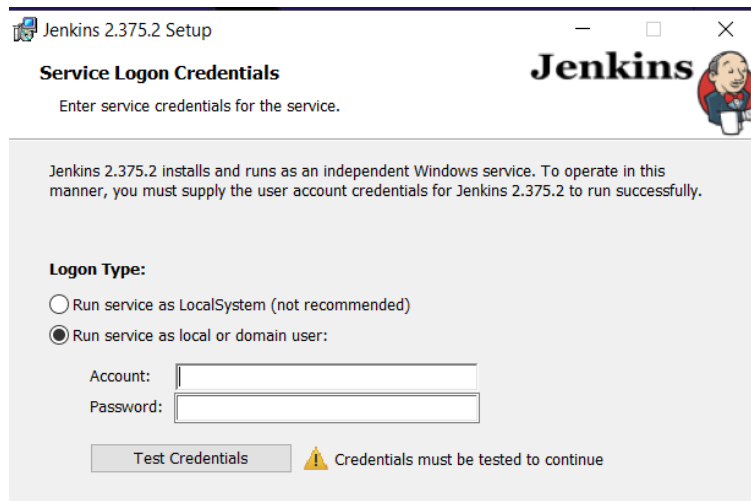 Jenkins 2.375.2 Setup
Service Logon Credentials
Jenkins
Enter service credentials for the service.
Jenkins 2.375.2 installs and runs as an independent Windows service. To operate in this
manner, you must supply the user account credentials for Jenkins 2.375.2 to run successfully.
Logon Type:
Run service as LocalSystem (not recommended)
Run service as local or domain user:
Account:
Password:
Test Credentials
Credentials must be tested to continue